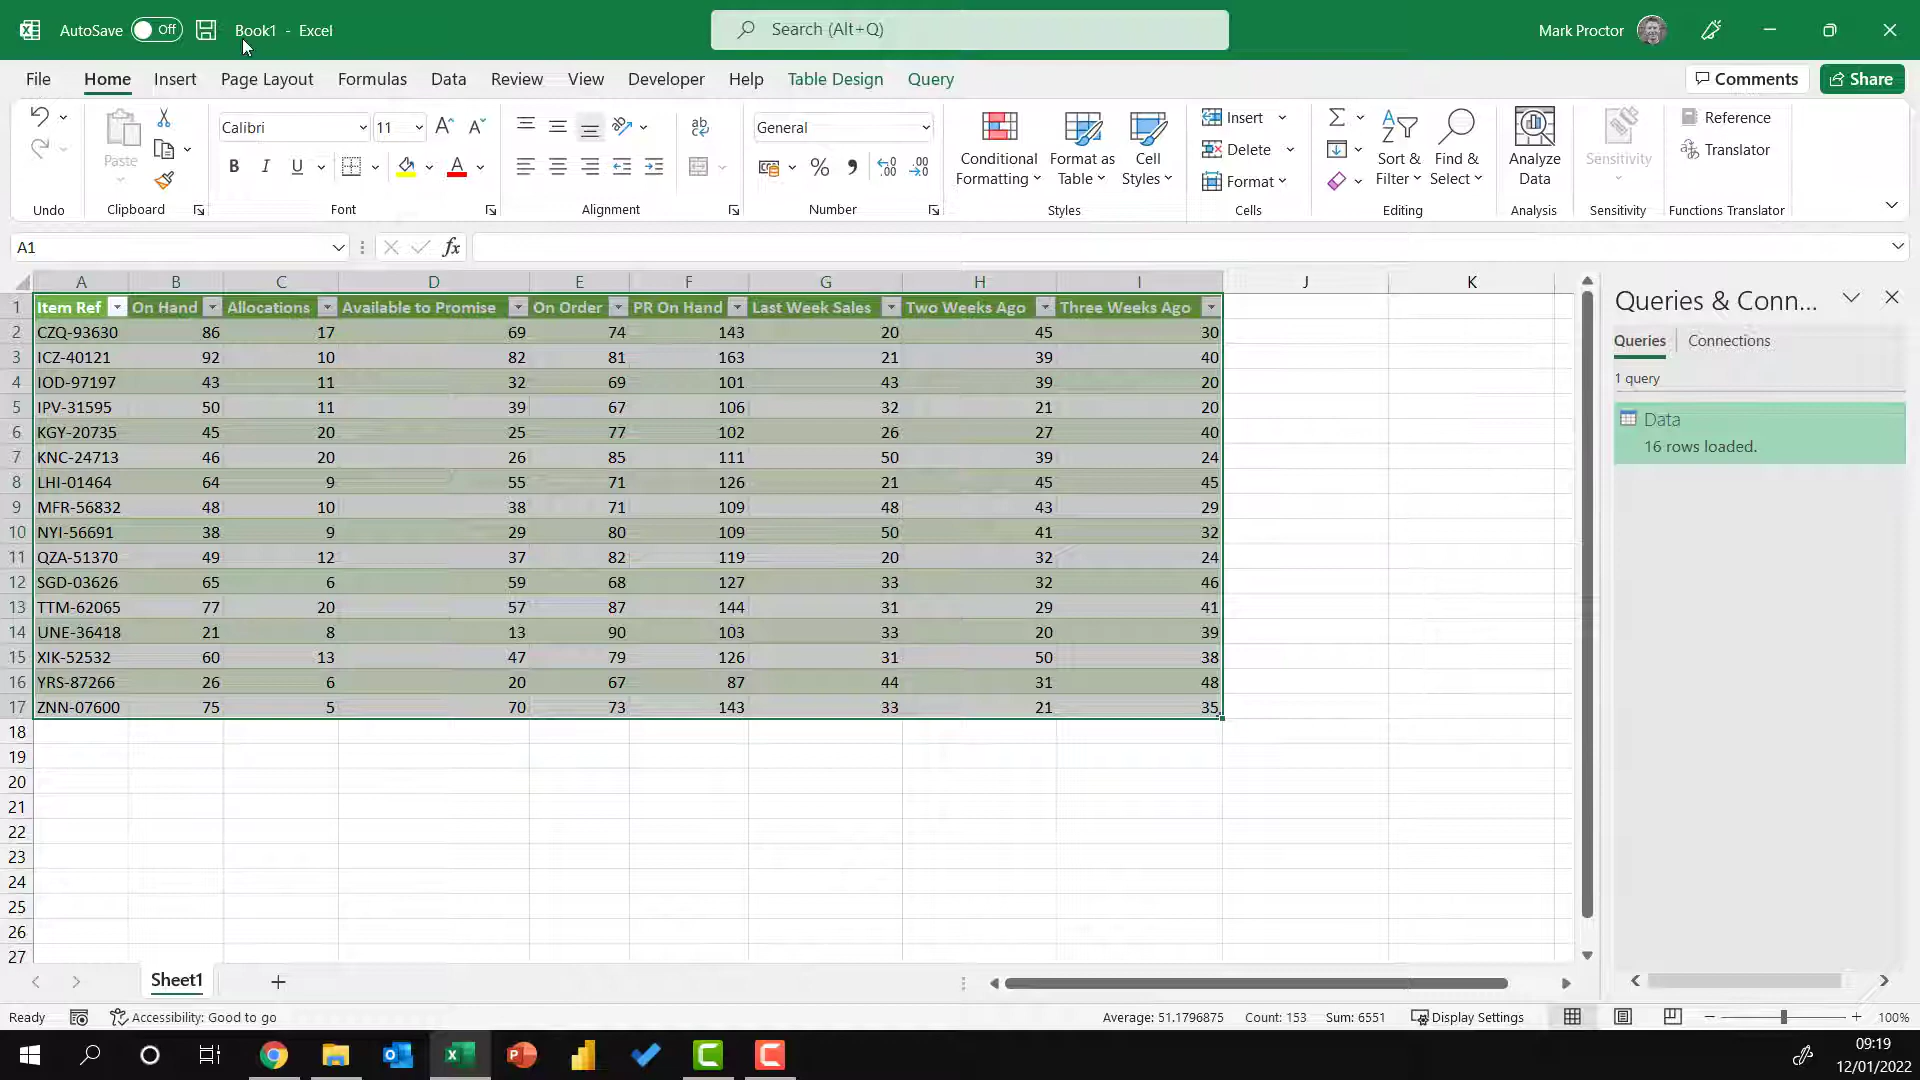 AutoSave Off Book1 - Excel Search (Alt+Q) Mark Proctor
File Home Insert Page Layout Formulas Data Review View Developer Help Table Design Query Comments Share
Calibri 11 General Insert Reference
Paste Conditional Formatting Format as Table Cell Styles Delete Sort & Filter Find & Select Analyze Data Sensitivity Translator
Format
Undo Clipboard Font Alignment Number Styles Cells Editing Analysis Sensitivity Functions Translator
A1 fx
A B C D E F G H I J K
1 Item Ref On Hand Allocations Available to Promise On Order PR On Hand Last Week Sales Two Weeks Ago Three Weeks Ago
2 CZQ-93630 86 17 69 74 143 20 45 30
3 ICZ-40121 92 10 82 81 163 21 39 40
4 IOD-97197 43 11 32 69 101 43 39 20
5 IPV-31595 50 11 39 67 106 32 21 20
6 KGY-20735 45 20 25 77 102 26 27 40
7 KNC-24713 46 20 26 85 111 50 39 24
8 LHI-01464 64 9 55 71 126 21 45 45
9 MFR-56832 48 10 38 71 109 48 43 29
10 NYI-56691 38 9 29 80 109 50 41 32
11 QZA-51370 49 12 37 82 119 20 32 24
12 SGD-03626 65 6 59 68 127 33 32 46
13 TTM-62065 77 20 57 87 144 31 29 41
14 UNE-36418 21 8 13 90 103 33 20 39
15 XIK-52532 60 13 47 79 126 31 50 38
16 YRS-87266 26 6 20 67 87 44 31 48
17 ZNN-07600 75 5 70 73 143 33 21 35
18
19
20
21
22
23
24
25
26
27
Queries & Conn...
Queries Connections
1 query
Data
16 rows loaded.
Sheet1
Ready Accessibility: Good to go Average: 51.1796875 Count: 153 Sum: 6551 Display Settings 100%
09:19
12/01/2022